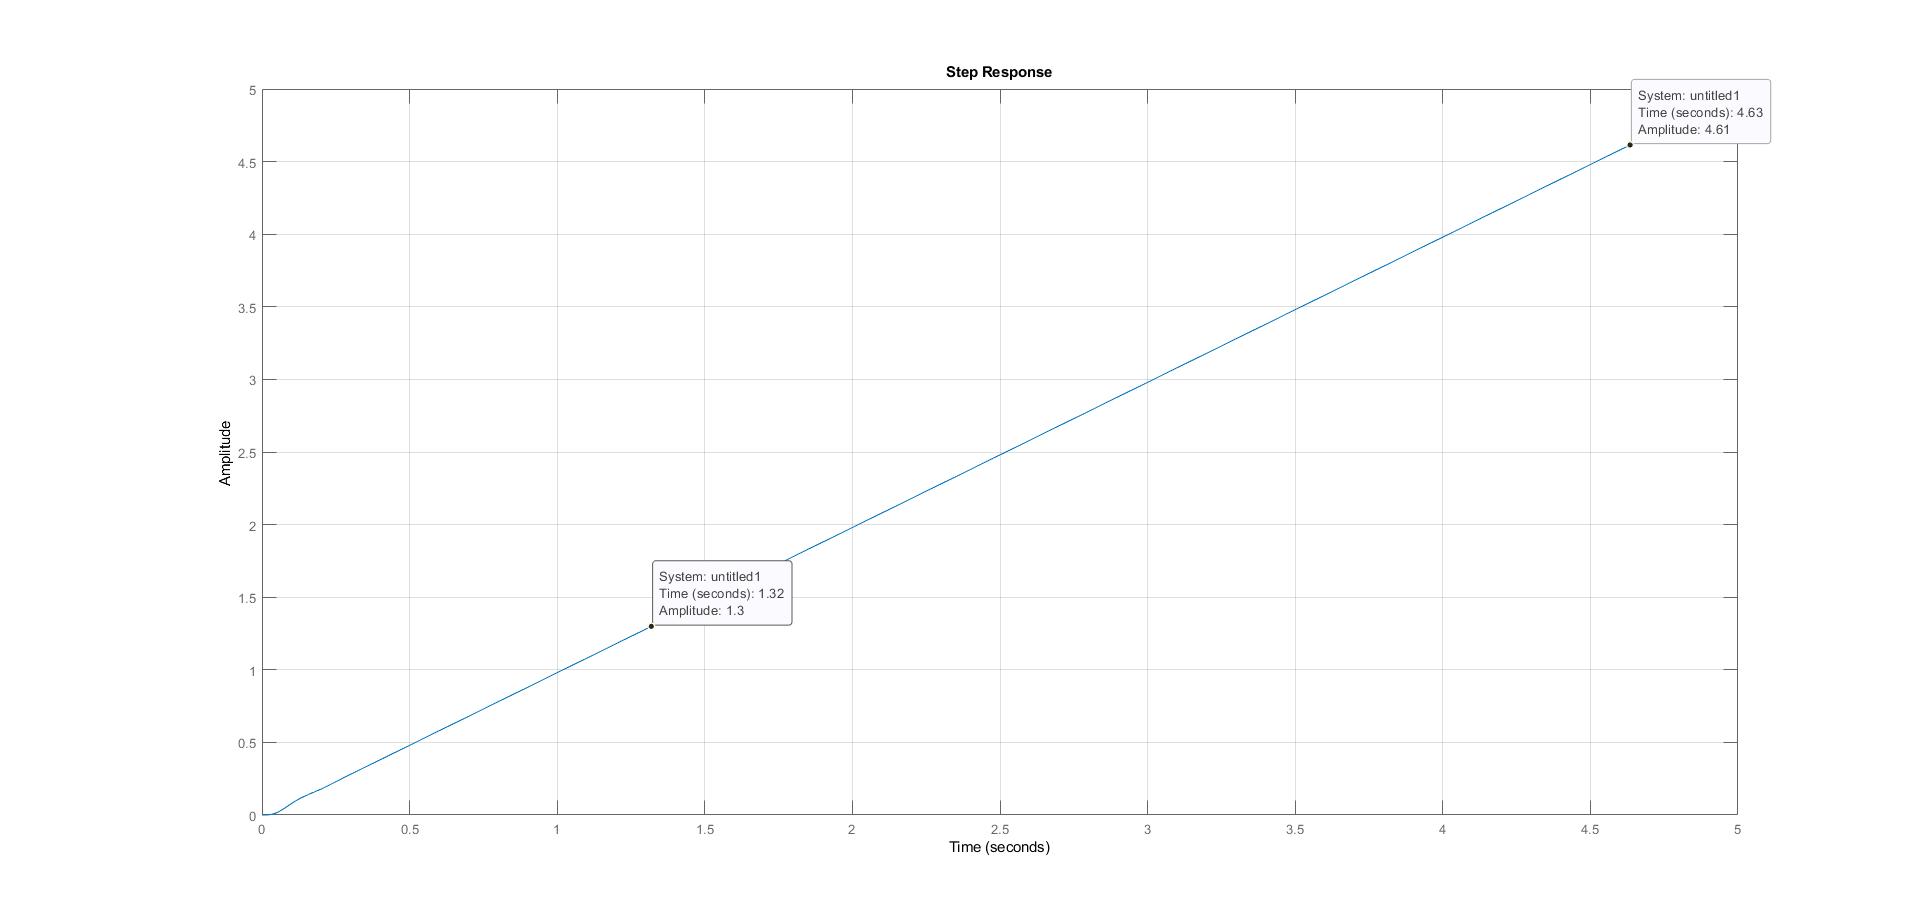 Step Response
System: untitled1
Time (seconds): 4.63
Amplitude: 4.61
System: untitled1
Time (seconds): 1.32
Amplitude: 1.3
Amplitude
5
4.5
4
3.5
3
2.5
2
1.5
1
0.5
0
0 0.5 1 1.5 2 2.5 3 3.5 4 4.5 5
Time (seconds)